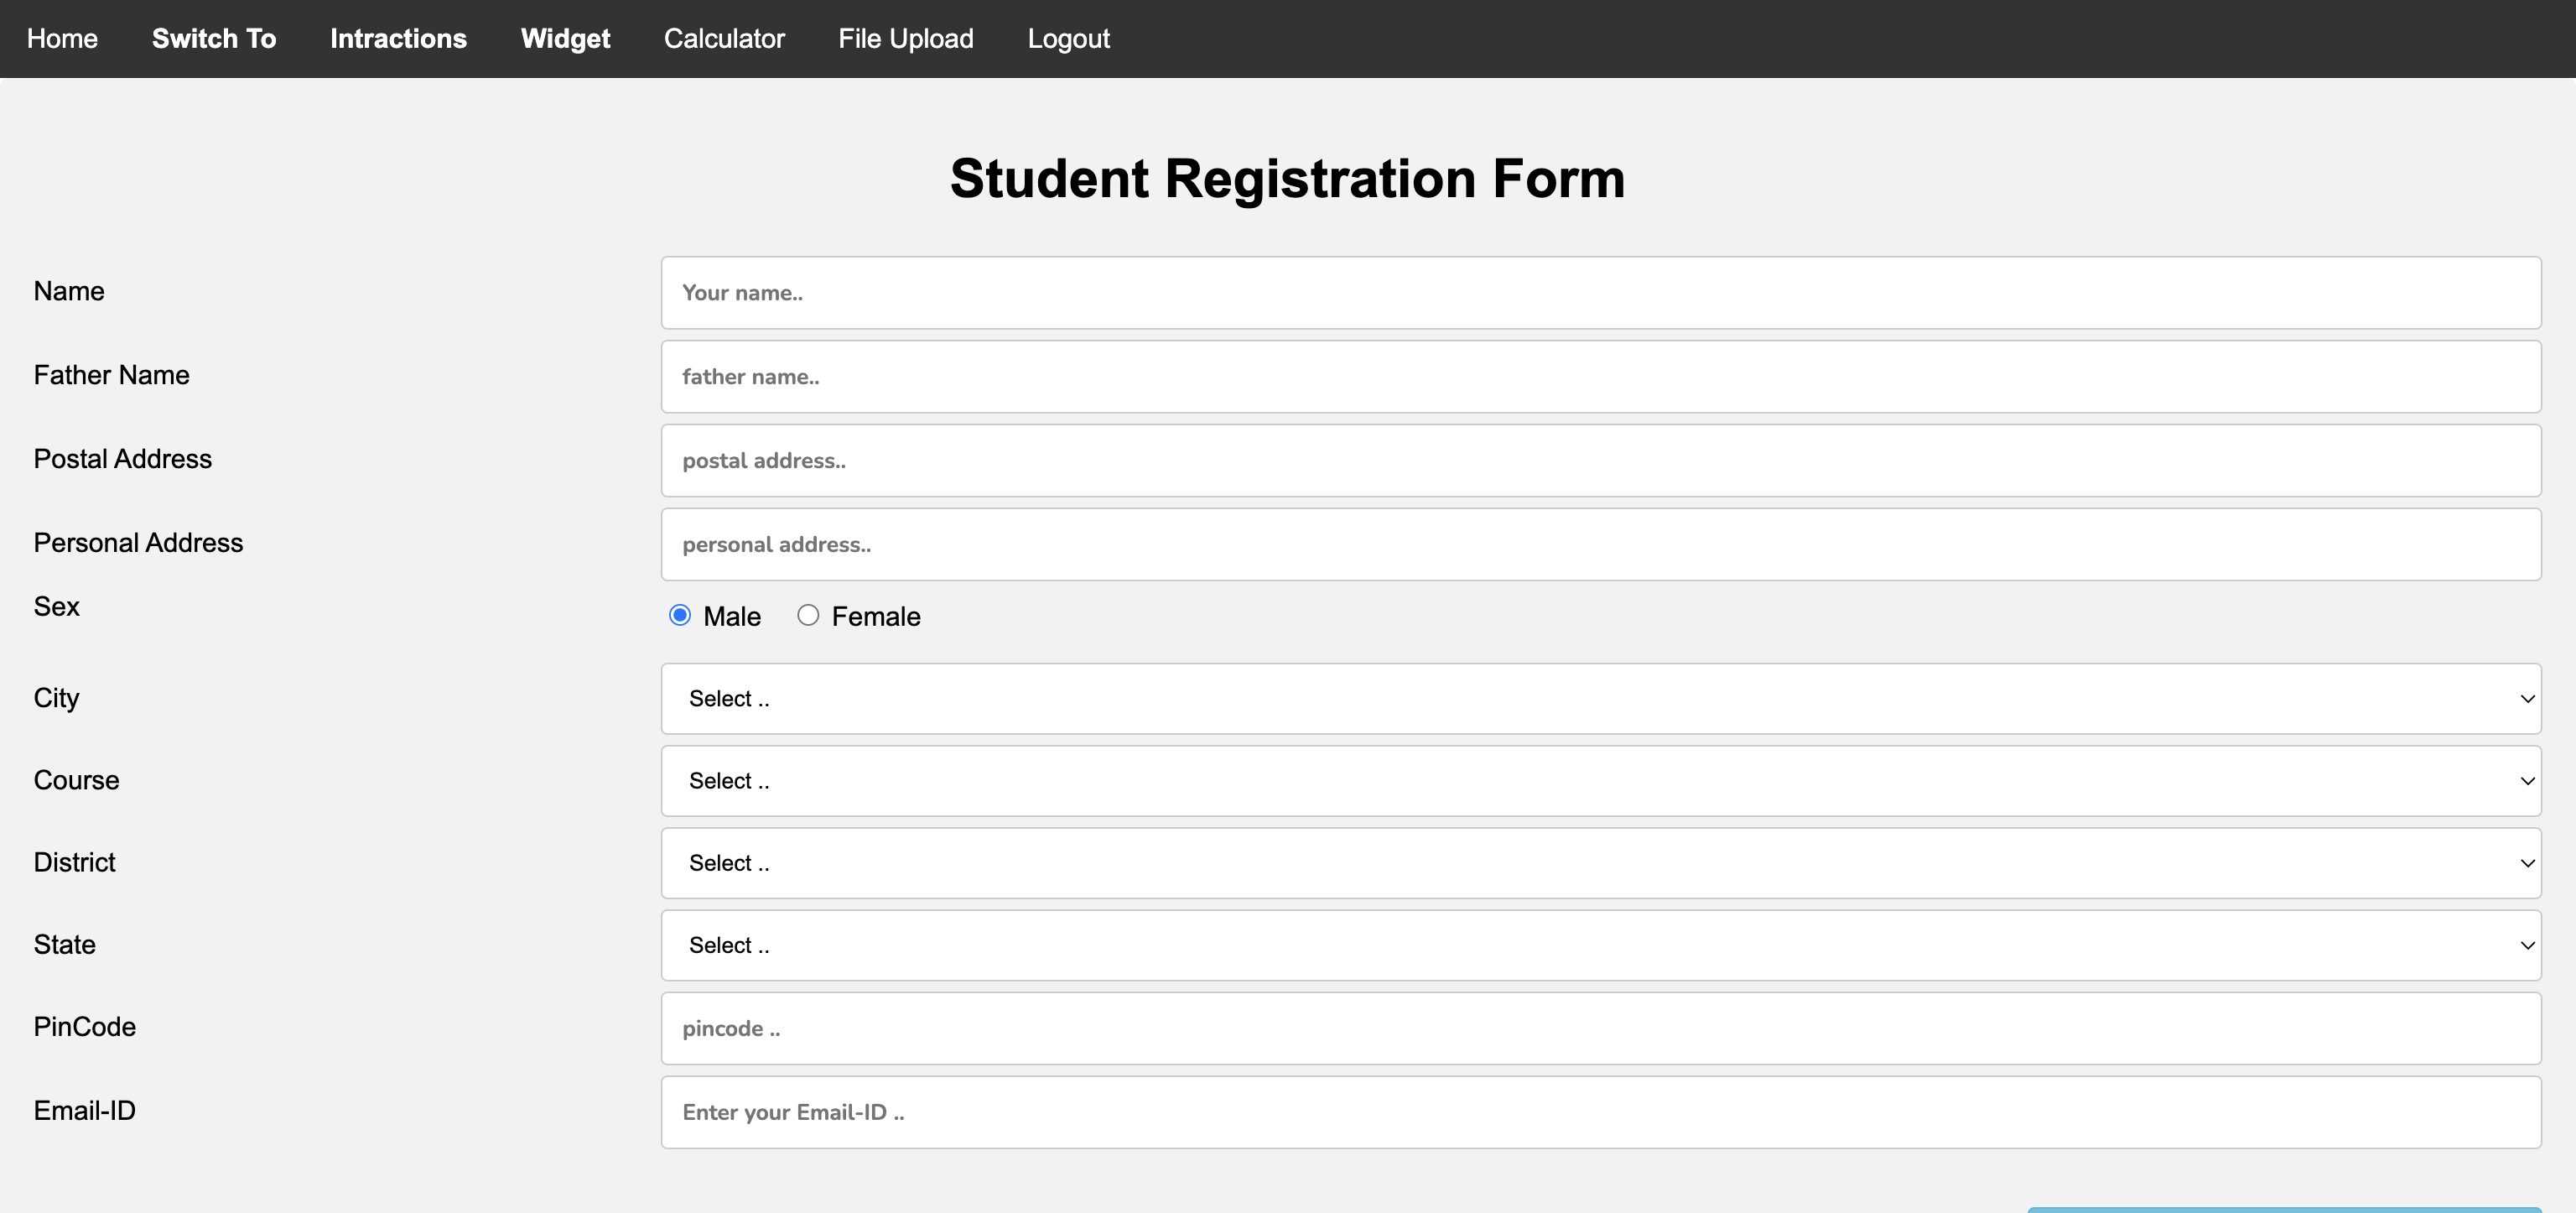 Home Switch To Intractions Widget Calculator File Upload Logout
Student Registration Form
Name Your name..
Father Name father name..
Postal Address postal address..
Personal Address personal address..
Sex Male Female
City Select ..
Course Select ..
District Select ..
State Select ..
PinCode pincode ..
Email-ID Enter your Email-ID ..